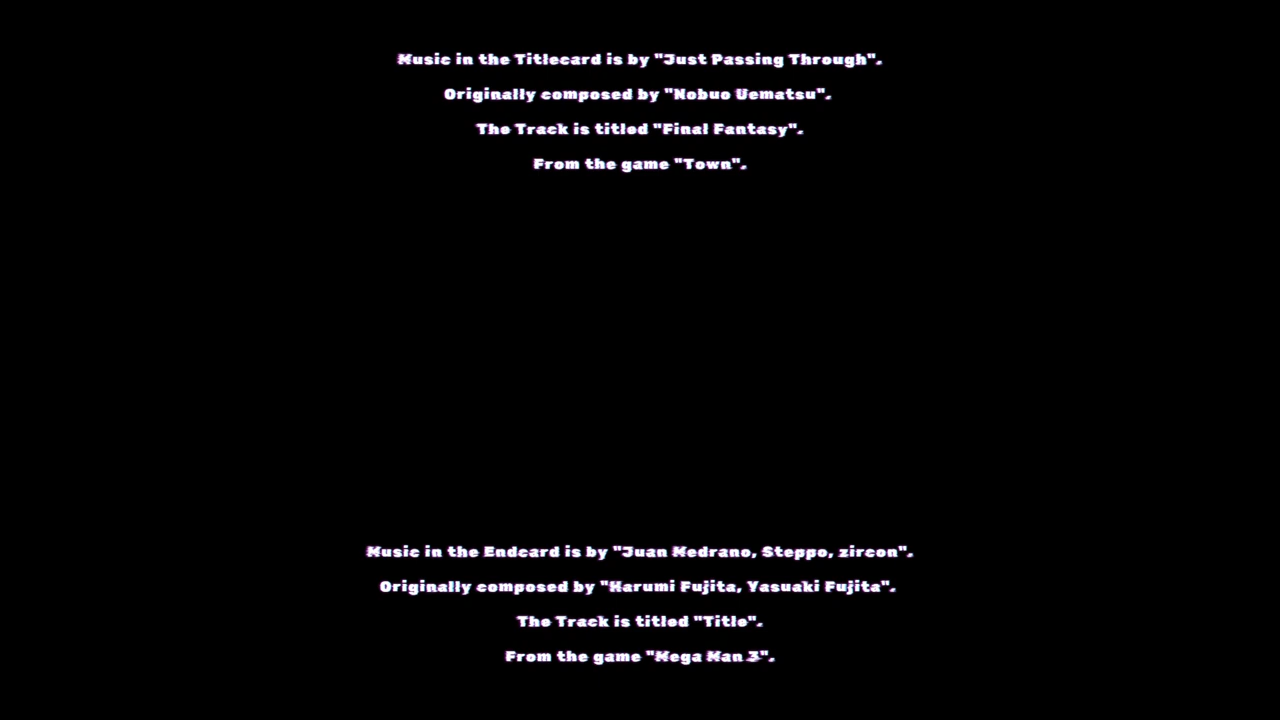 Music in the Titlecard is by "Just Passing Through".
Originally composed by "Nobuo Uematsu".
The Track is titled "Final Fantasy".
From the game "Town".
Music in the Endcard is by "Juan Medrano, Steppo, zircon".
Originally composed by "Harumi Fujita, Yasuaki Fujita".
The Track is titled "Title".
From the game "Mega Man 3".